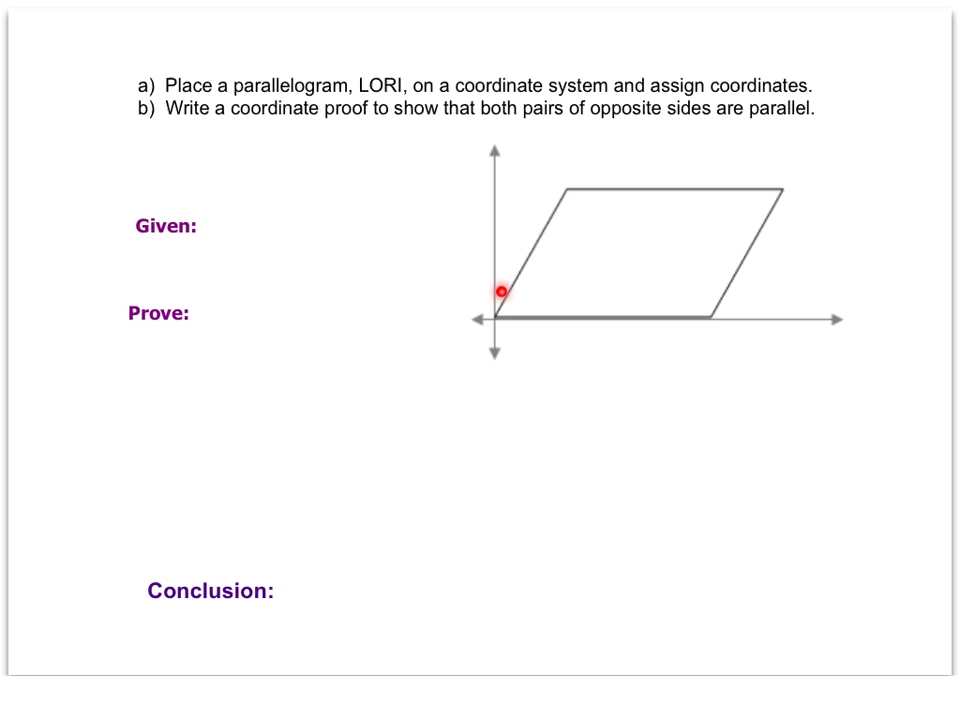 a) Place a parallelogram, LORI, on a coordinate system and assign coordinates.
b) Write a coordinate proof to show that both pairs of opposite sides are parallel.
Given:
Prove:
Conclusion: